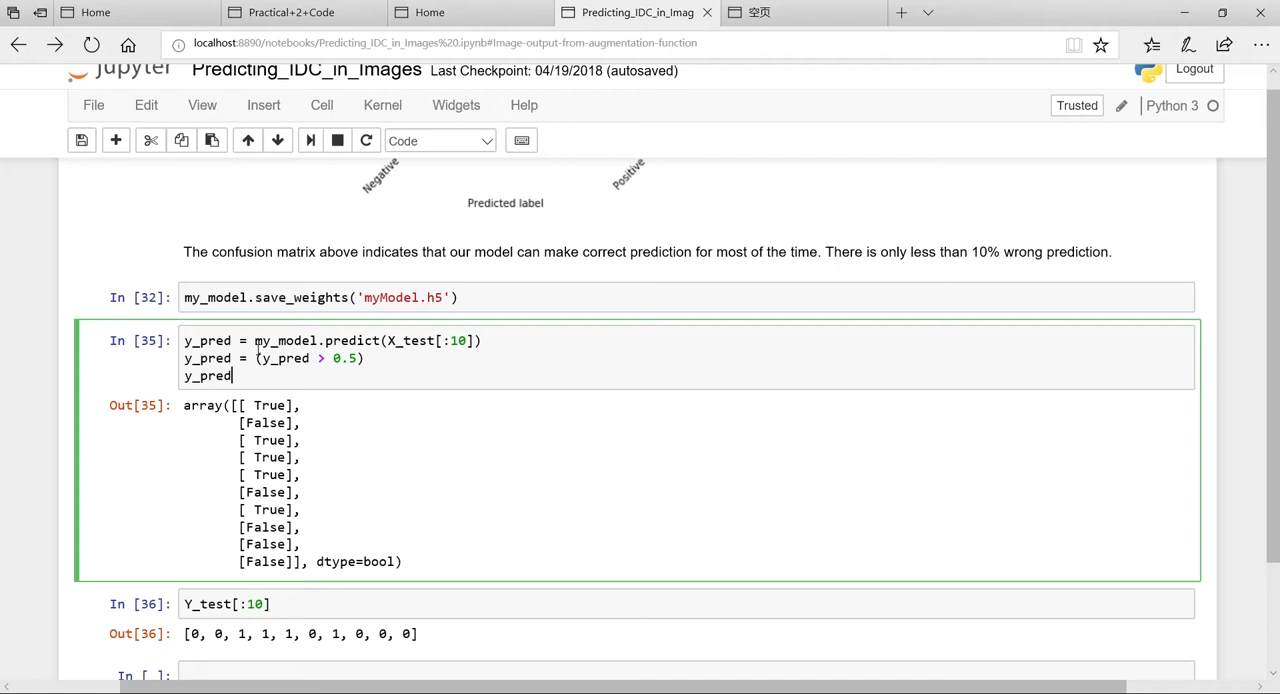 Home
Practical+2+Code
Home
Predicting_IDC_in_Imag
空页
localhost:8890/notebooks/Predicting_IDC_in_Images%20.ipynb#Image-output-from-augmentation-function
Jupyter Predicting_IDC_in_Images Last Checkpoint: 04/19/2018 (autosaved)
Logout
File Edit View Insert Cell Kernel Widgets Help
Trusted
Python 3
Code
Negative
Positive
Predicted label
The confusion matrix above indicates that our model can make correct prediction for most of the time. There is only less than 10% wrong prediction.
In [32]: my_model.save_weights('myModel.h5')
In [35]: y_pred = my_model.predict(X_test[:10])
y_pred = (y_pred > 0.5)
y_pred
Out[35]: array([[ True],
[False],
[ True],
[ True],
[ True],
[False],
[ True],
[False],
[False],
[False]], dtype=bool)
In [36]: Y_test[:10]
Out[36]: [0, 0, 1, 1, 1, 0, 1, 0, 0, 0]
In [ ]: